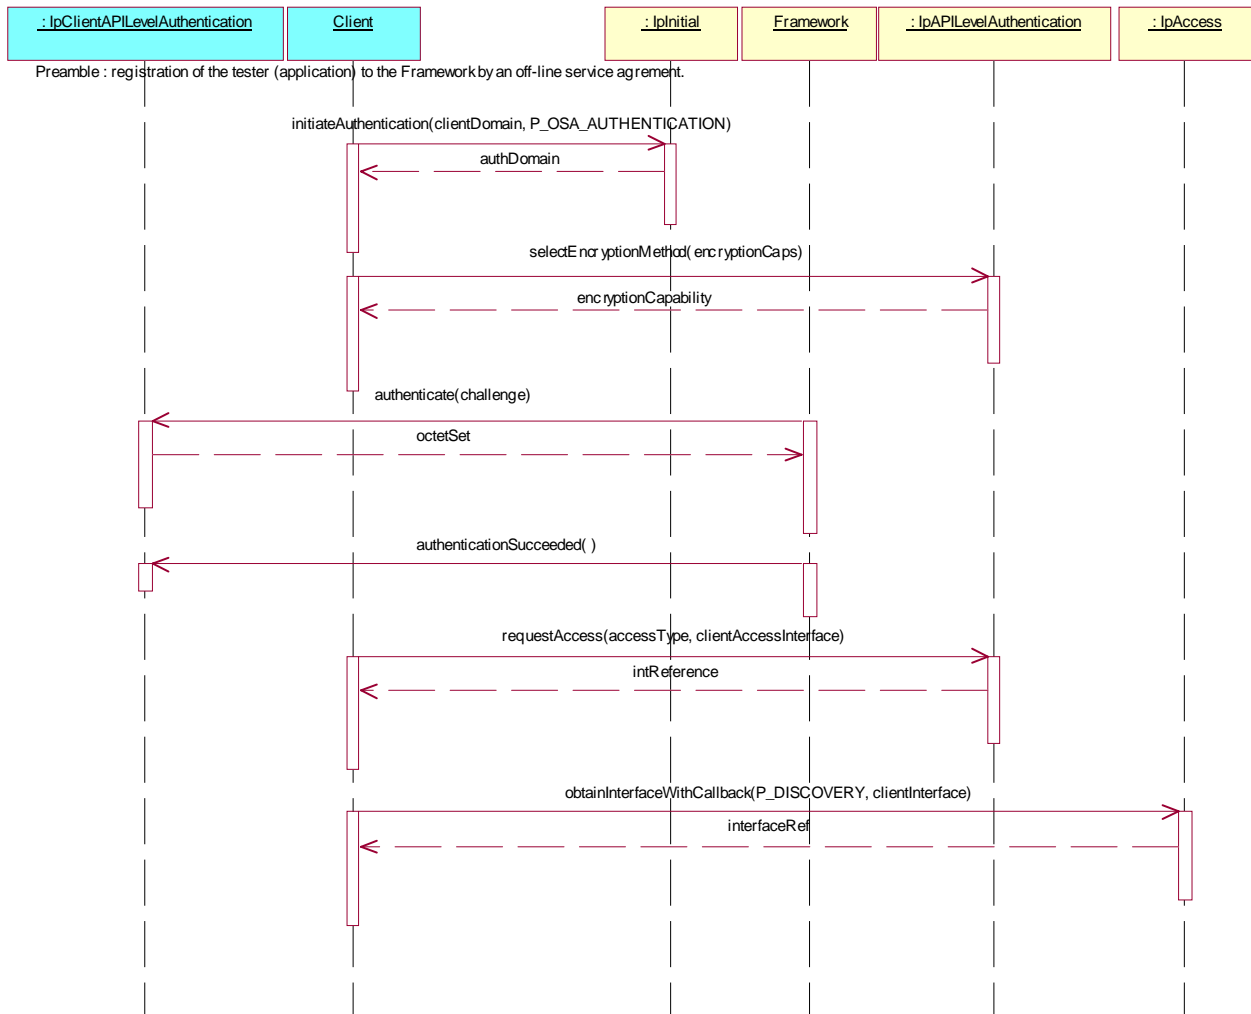 : IpClientAPILevelAuthentication
Client
: IpInitial
Framework
: IpAPILevelAuthentication
: IpAccess
Preamble : registration of the tester (application) to the Framework by an off-line service agrement.
initiateAuthentication(clientDomain, P_OSA_AUTHENTICATION)
authDomain
selectEncryptionMethod( encryptionCaps)
encryptionCapability
authenticate(challenge)
octetSet
authenticationSucceeded( )
requestAccess(accessType, clientAccessInterface)
intReference
obtainInterfaceWithCallback(P_DISCOVERY, clientInterface)
interfaceRef